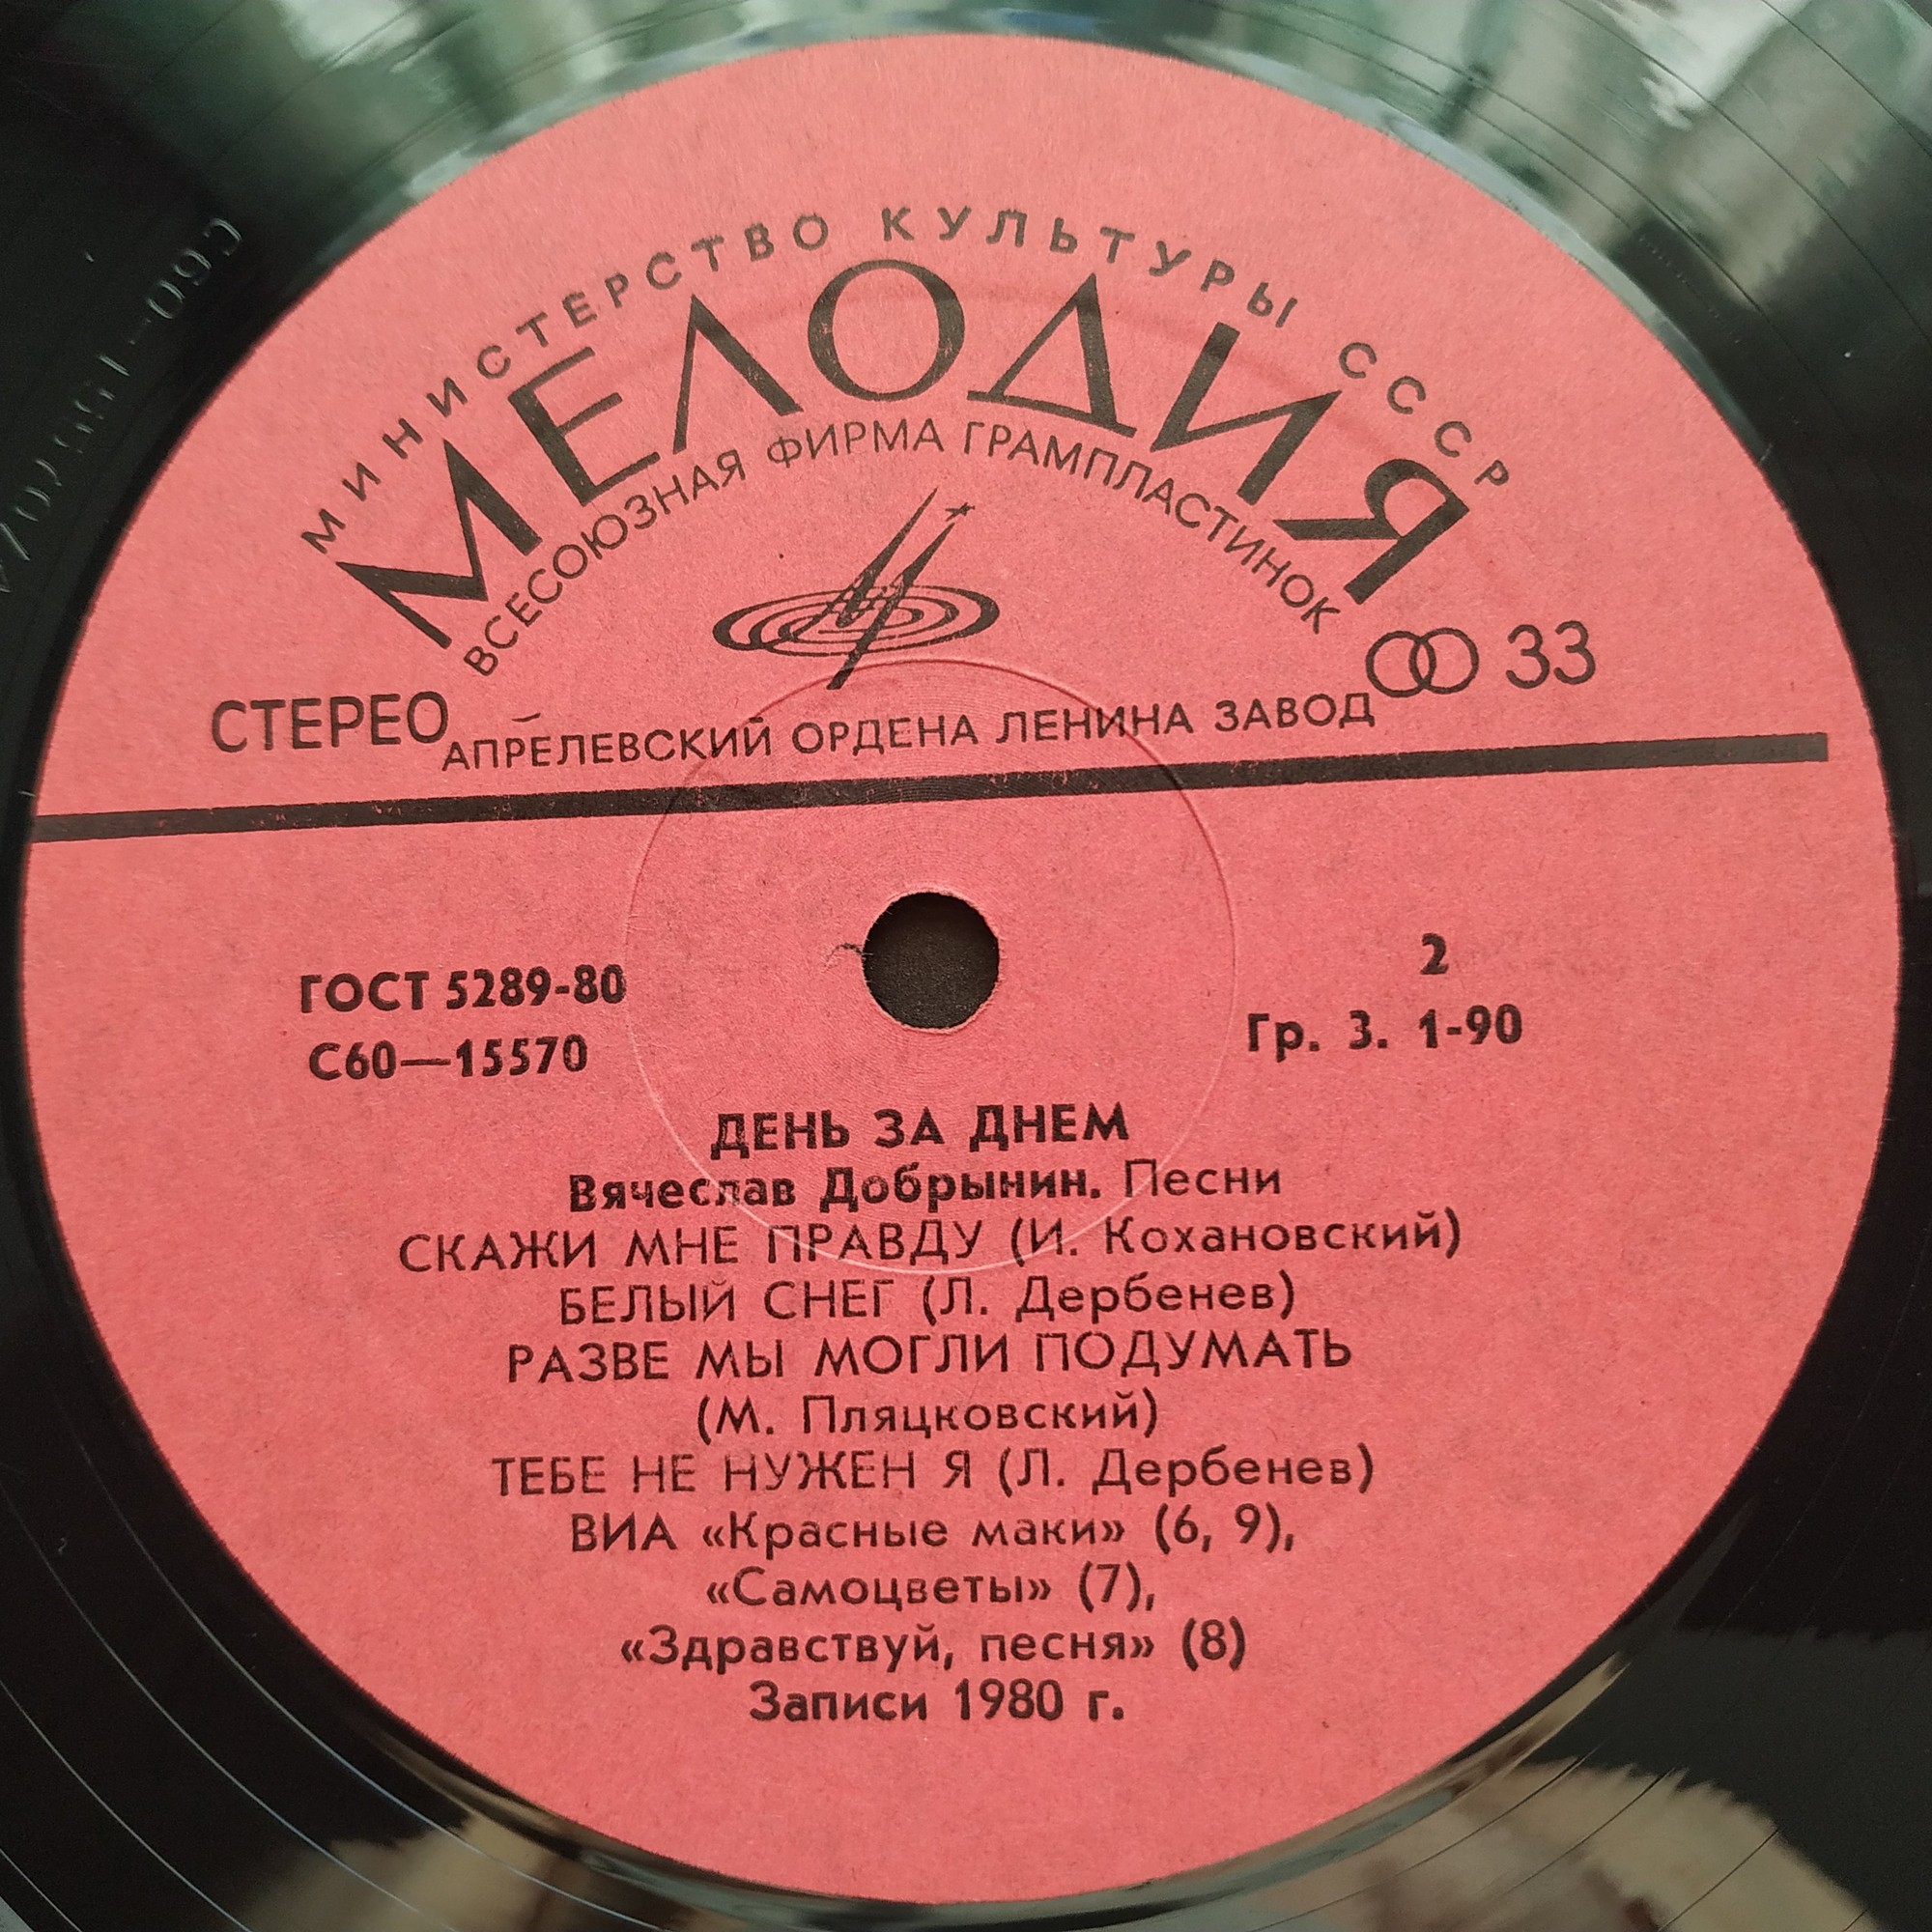 МИНИСТЕРСТВО КУЛЬТУРЫ СССР
МЕЛОДИЯ
ВСЕСОЮЗНАЯ ФИРМА ГРАМПЛАСТИНОК
СТЕРЕО
33
АПРЕЛЕВСКИЙ ОРДЕНА ЛЕНИНА ЗАВОД
ГОСТ 5289-80
С60—15570
2
Гр. 3. 1-90
ДЕНЬ ЗА ДНЕМ
Вячеслав Добрынин. Песни
СКАЖИ МНЕ ПРАВДУ (И. Кохановский)
БЕЛЫЙ СНЕГ (Л. Дербенев)
РАЗВЕ МЫ МОГЛИ ПОДУМАТЬ
(М. Пляцковский)
ТЕБЕ НЕ НУЖЕН Я (Л. Дербенев)
ВИА «Красные маки» (6, 9),
«Самоцветы» (7),
«Здравствуй, песня» (8)
Записи 1980 г.